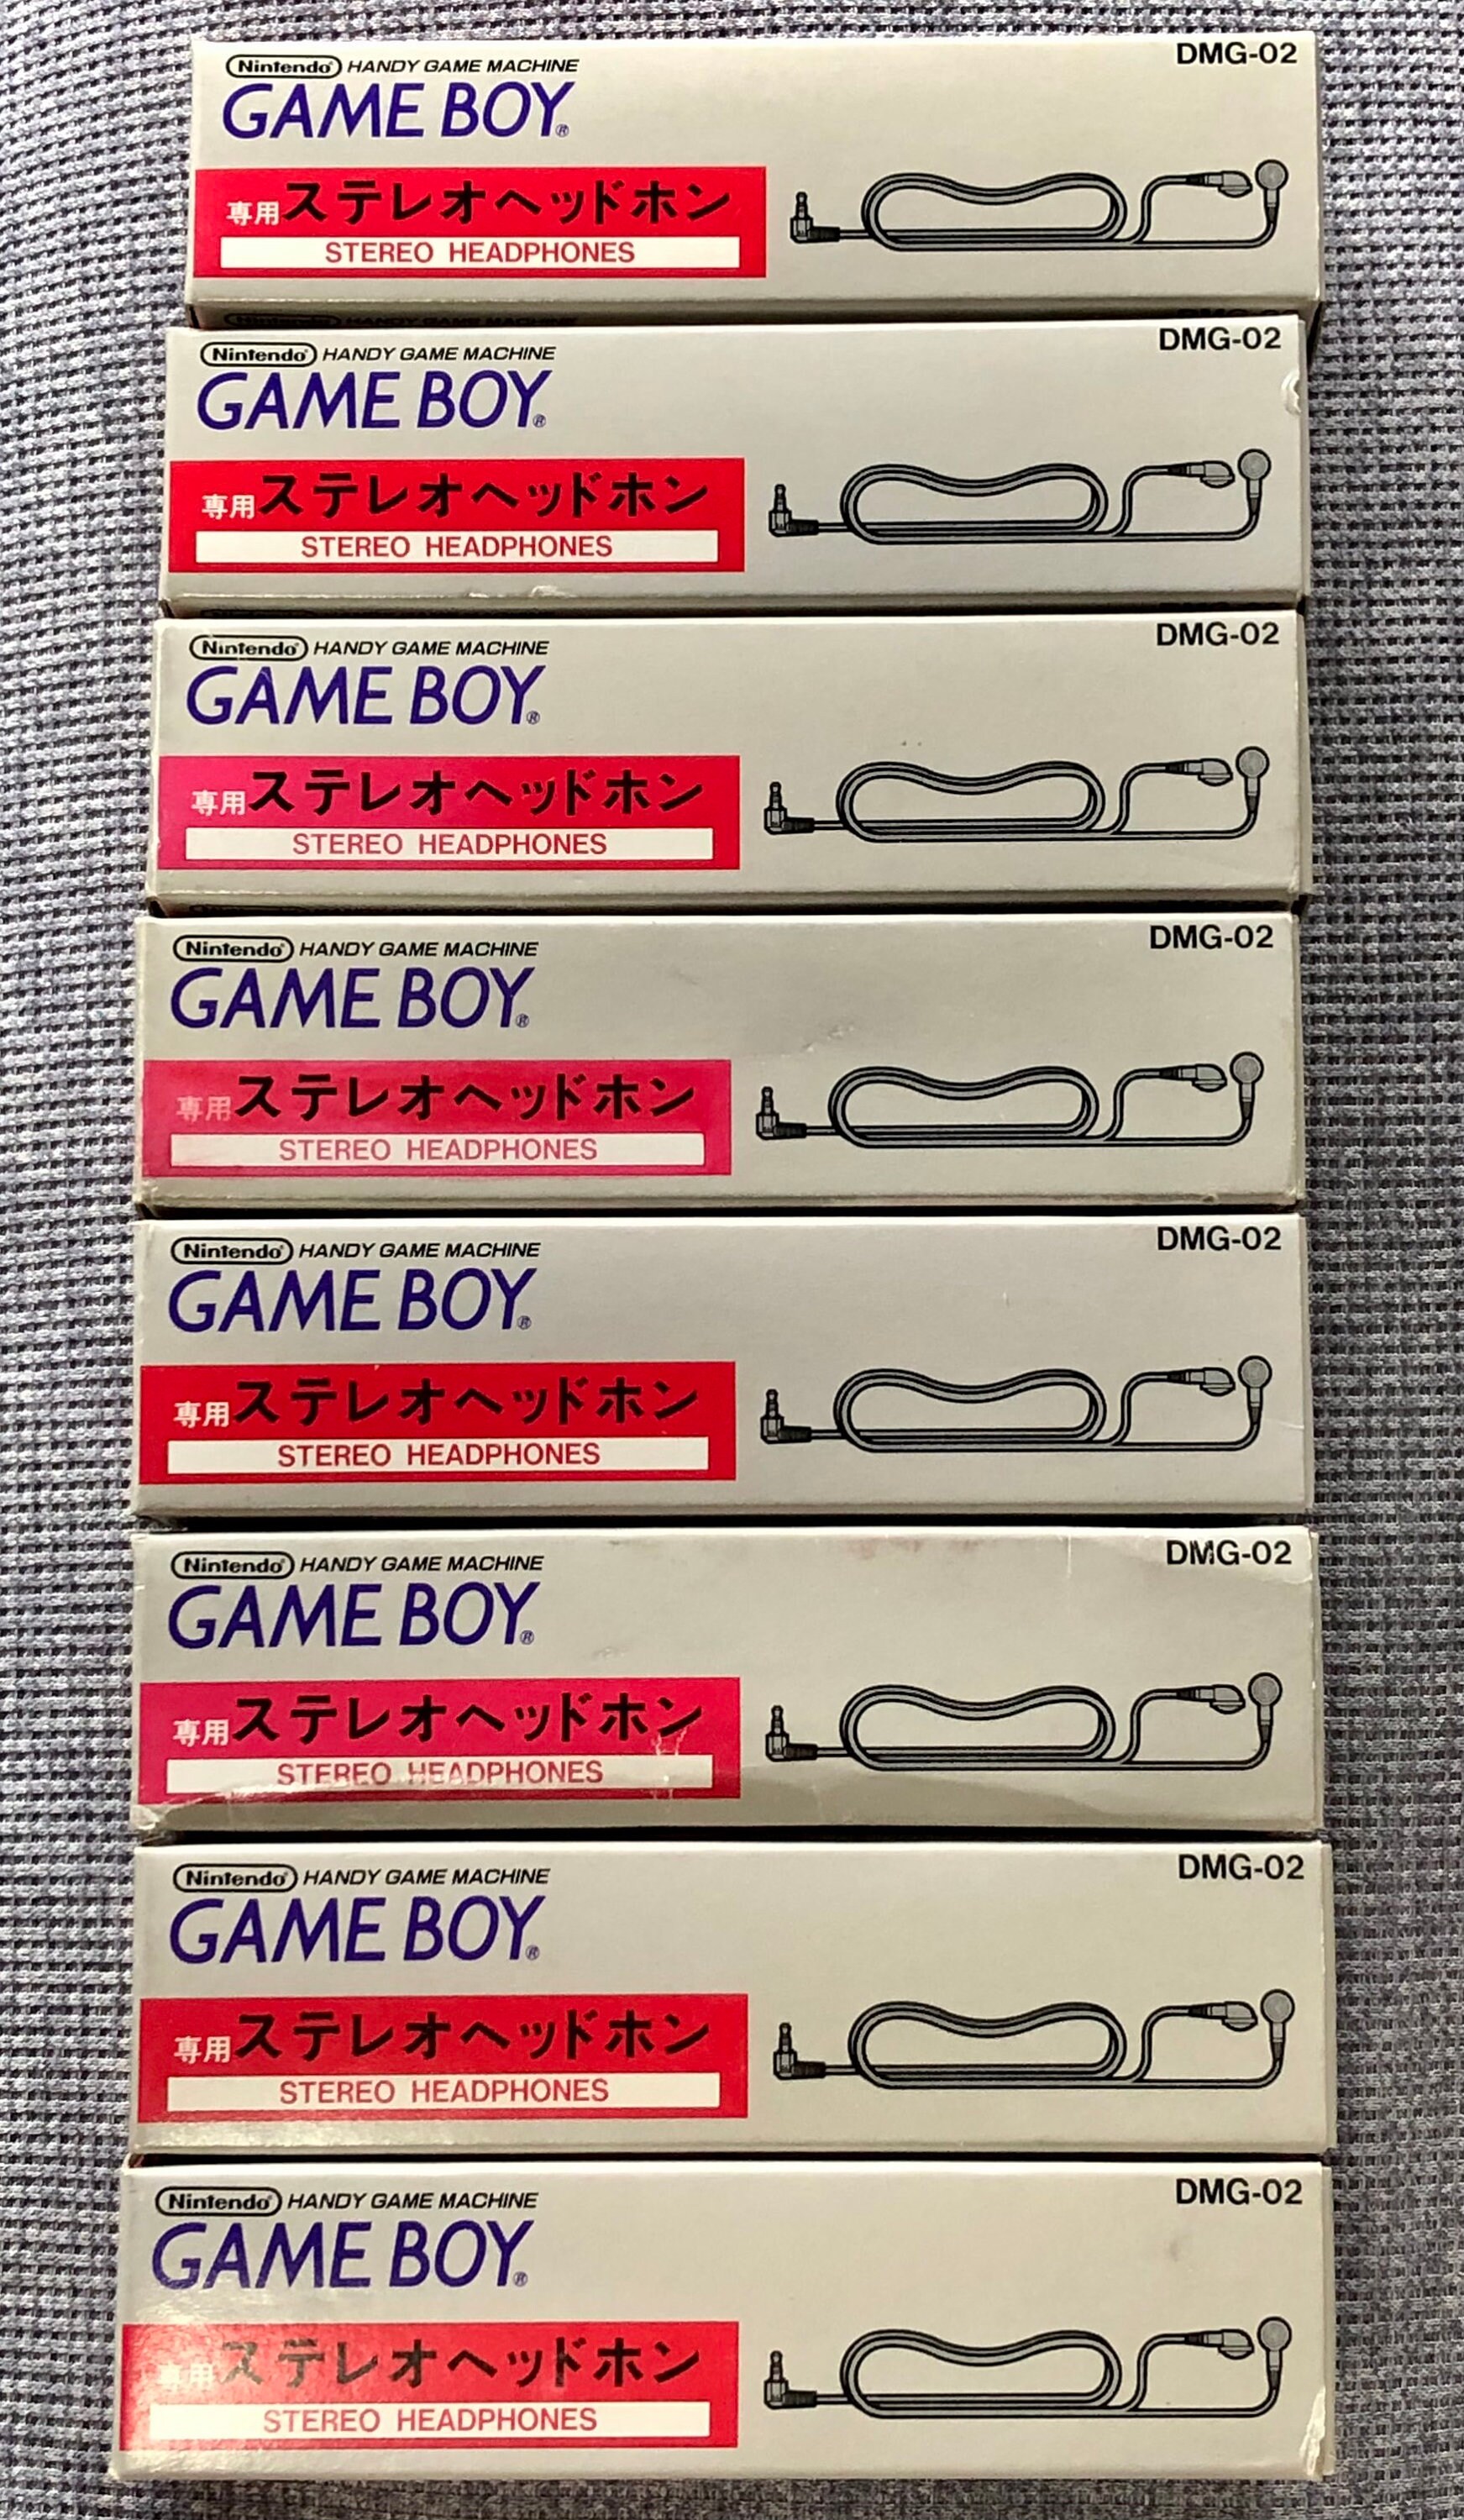 Nintendo® HANDY GAME MACHINE
DMG-02
GAME BOY®
専用ステレオヘッドホン
STEREO HEADPHONES
Nintendo HANDY GAME MACHINE
Nintendo® HANDY GAME MACHINE
DMG-02
GAME BOY®
専用ステレオヘッドホン
STEREO HEADPHONES
Nintendo® HANDY GAME MACHINE
DMG-02
GAME BOY®
専用ステレオヘッドホン
STEREO HEADPHONES
Nintendo® HANDY GAME MACHINE
DMG-02
GAME BOY®
専用ステレオヘッドホン
STEREO HEADPHONES
Nintendo® HANDY GAME MACHINE
DMG-02
GAME BOY®
専用ステレオヘッドホン
STEREO HEADPHONES
Nintendo® HANDY GAME MACHINE
DMG-02
GAME BOY®
専用ステレオヘッドホン
STEREO HEADPHONES
Nintendo® HANDY GAME MACHINE
DMG-02
GAME BOY®
専用ステレオヘッドホン
STEREO HEADPHONES
Nintendo® HANDY GAME MACHINE
DMG-02
GAME BOY®
専用ステレオヘッドホン
STEREO HEADPHONES